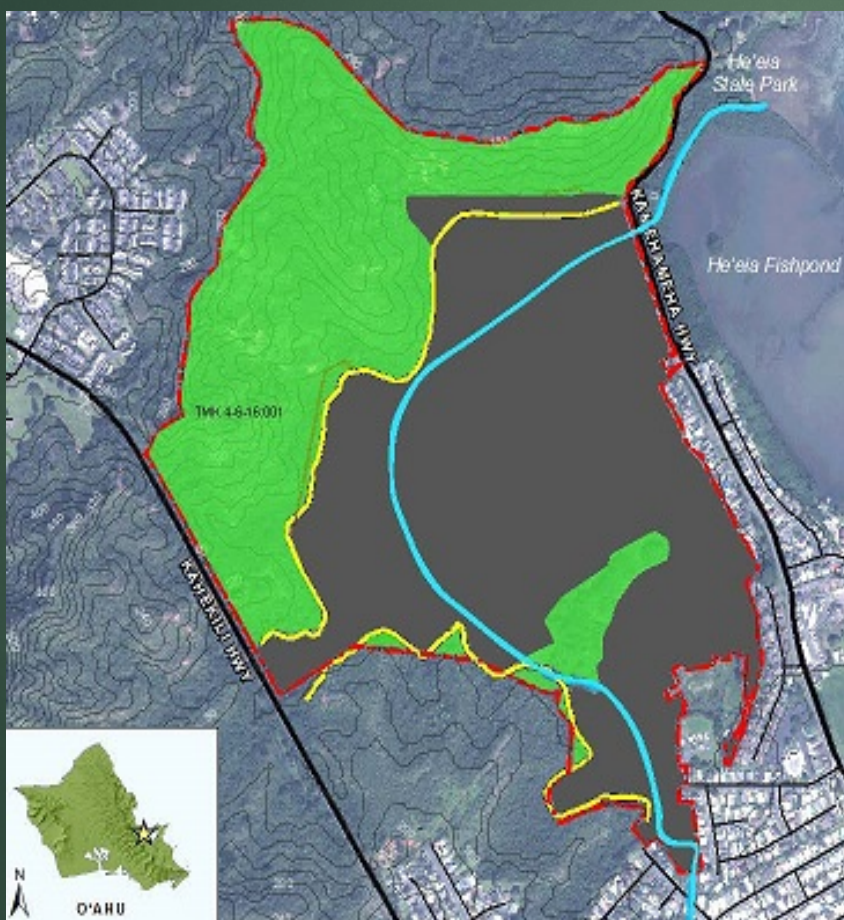 He'eia
State Park
KAMEHAMEHA HWY
He'eia Fishpond
TMK 4-6-16:001
KAHEKILI HWY
N
O'AHU